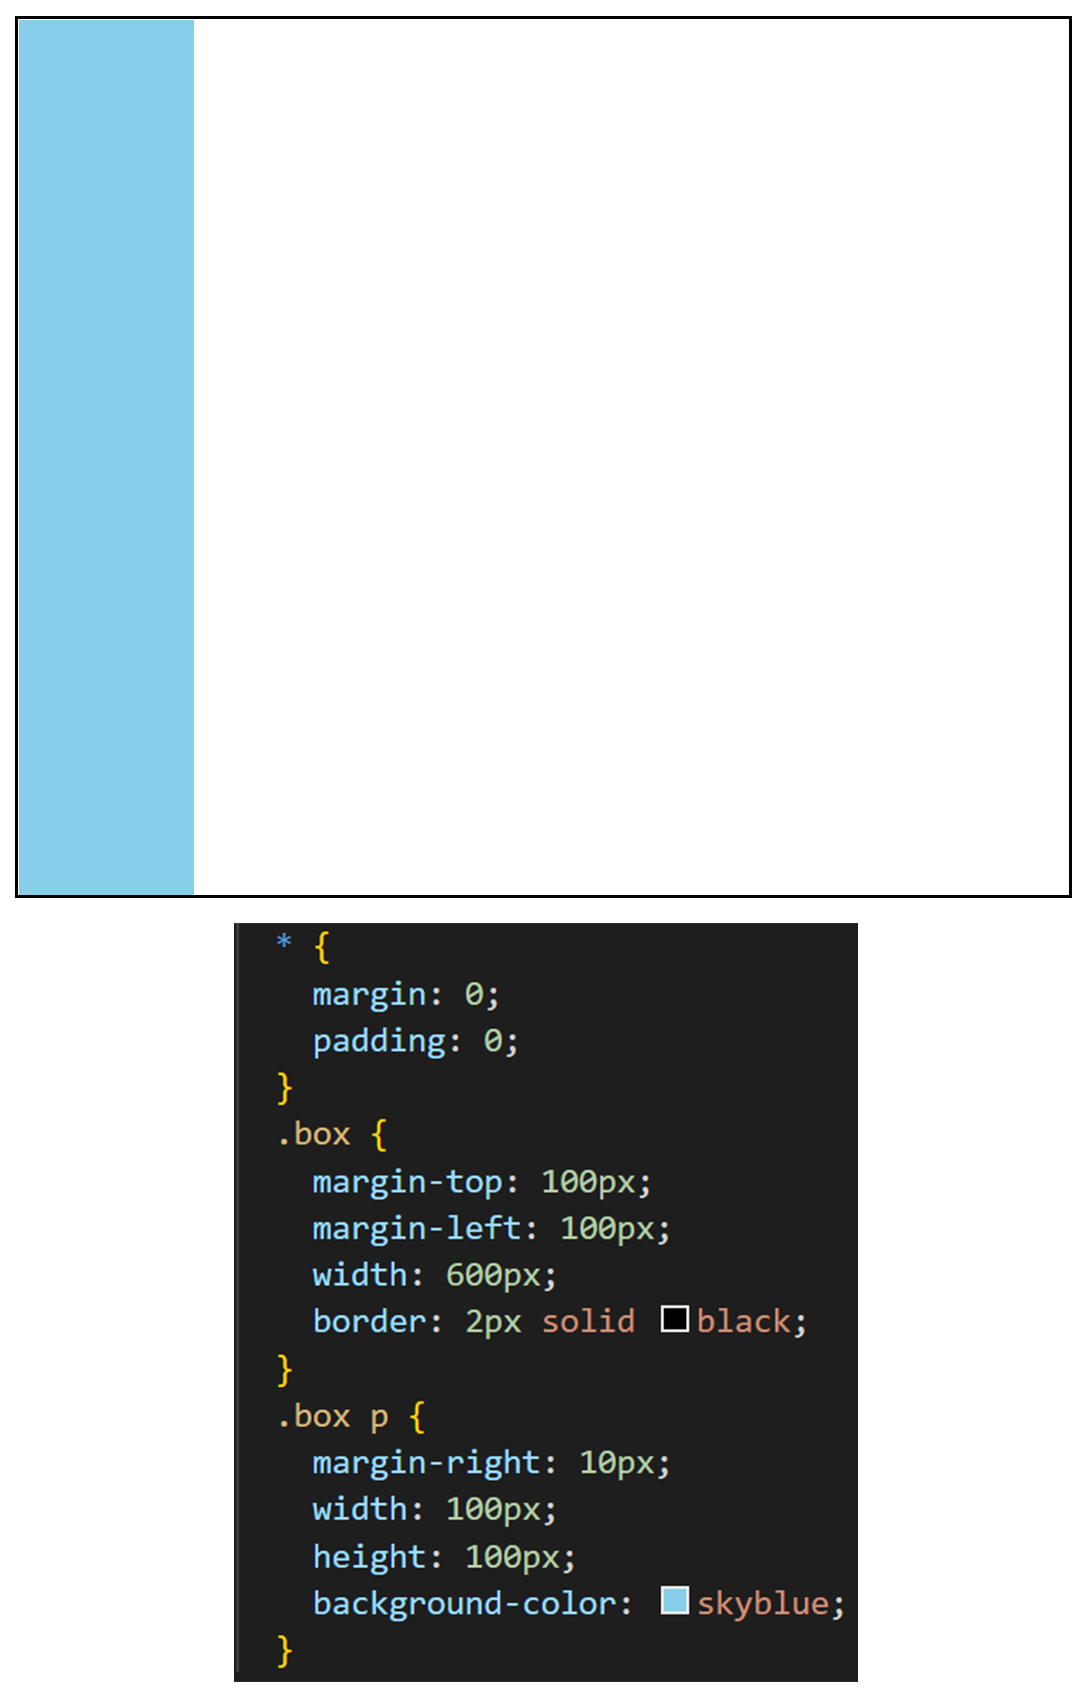 * {
margin: 0;
padding: 0;
}
.box {
margin-top: 100px;
margin-left: 100px;
width: 600px;
border: 2px solid black;
}
.box p {
margin-right: 10px;
width: 100px;
height: 100px;
background-color: skyblue;
}